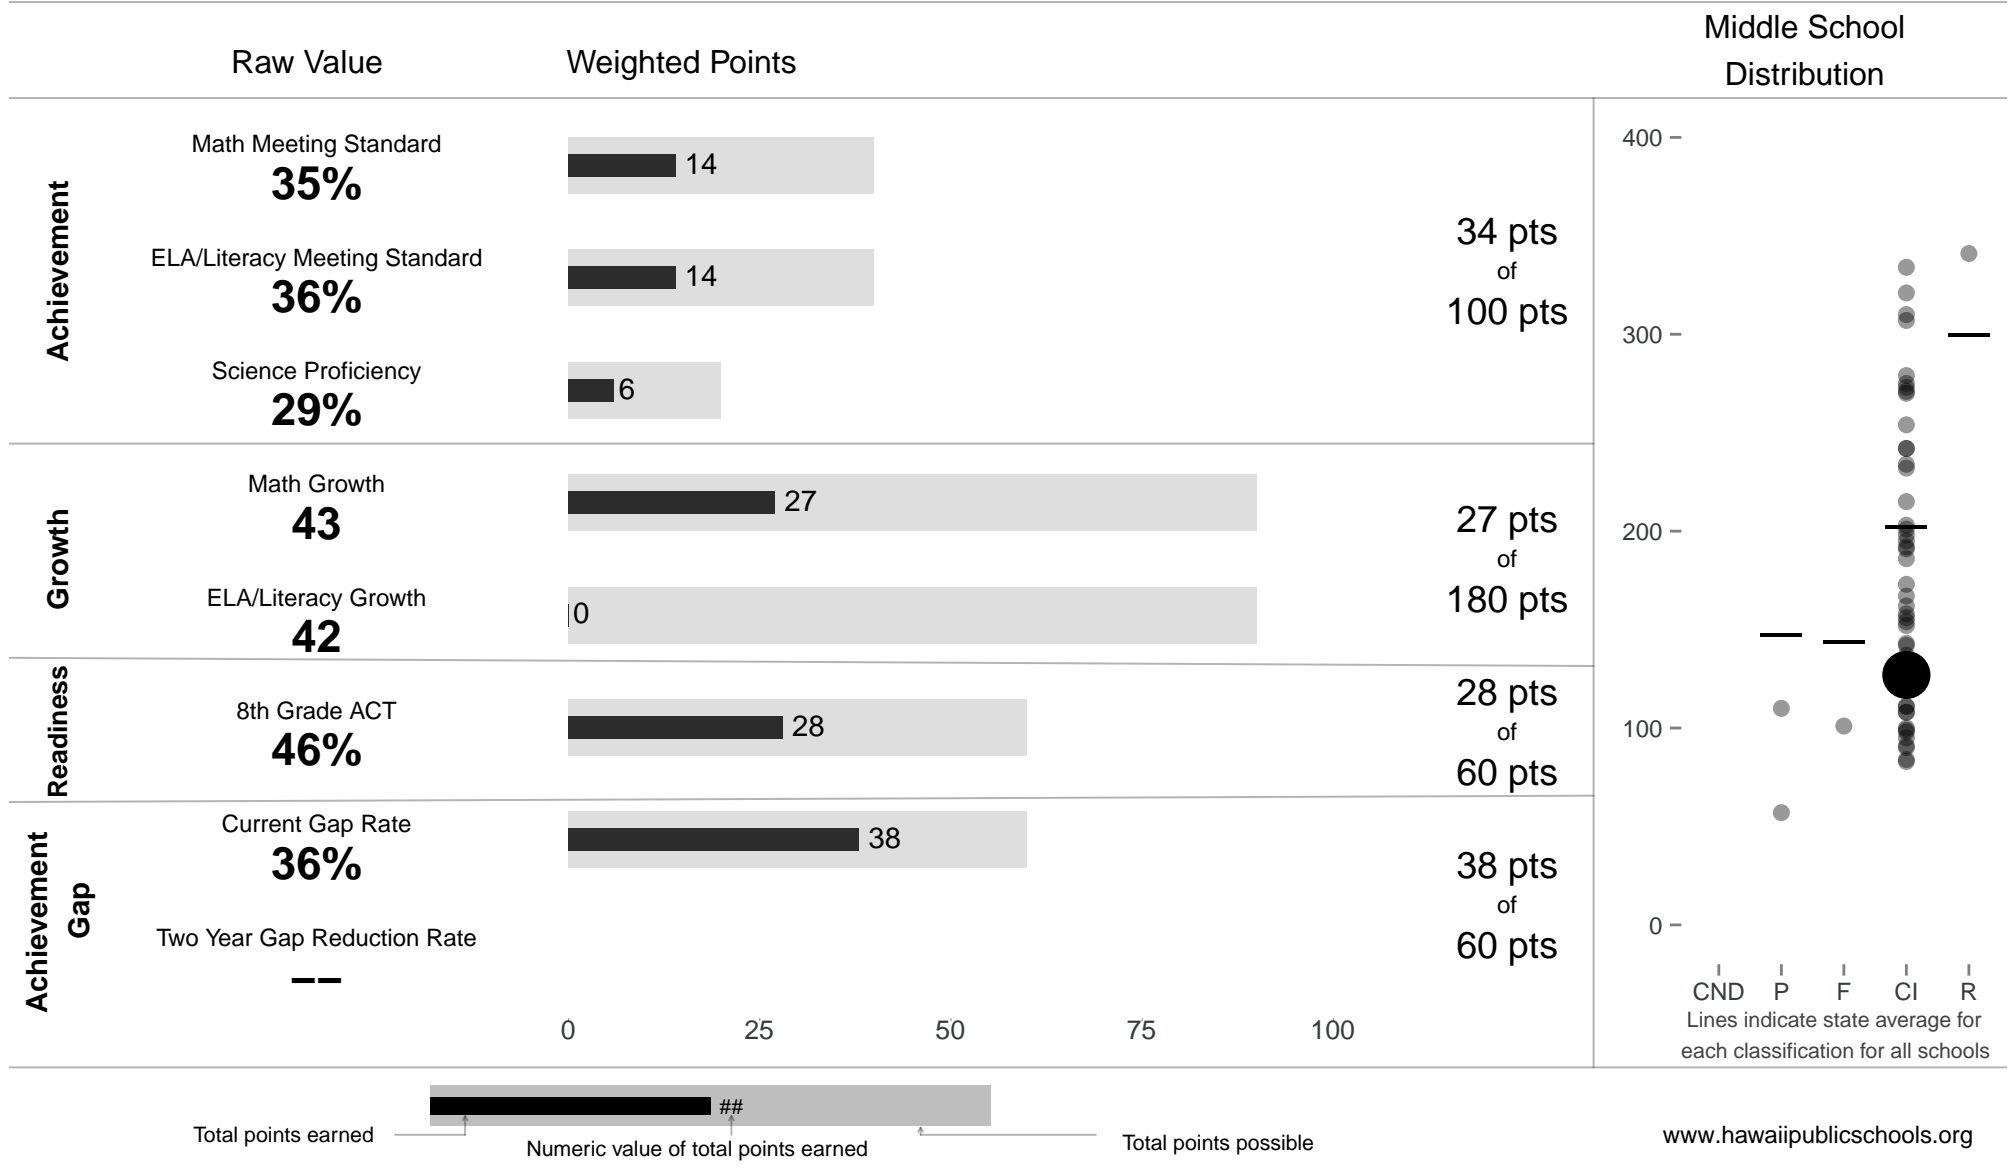 Raw Value
Weighted Points
Middle School
Distribution
Achievement
Math Meeting Standard
35%
14
ELA/Literacy Meeting Standard
36%
14
Science Proficiency
29%
6
34 pts
of
100 pts
Growth
Math Growth
43
27
ELA/Literacy Growth
42
0
27 pts
of
180 pts
Readiness
8th Grade ACT
46%
28
28 pts
of
60 pts
Achievement
Gap
Current Gap Rate
36%
38
Two Year Gap Reduction Rate
--
38 pts
of
60 pts
0 25 50 75 100
400
300
200
100
0
CND P F CI R
Lines indicate state average for
each classification for all schools
##
Total points earned
Numeric value of total points earned
Total points possible
www.hawaiipublicschools.org